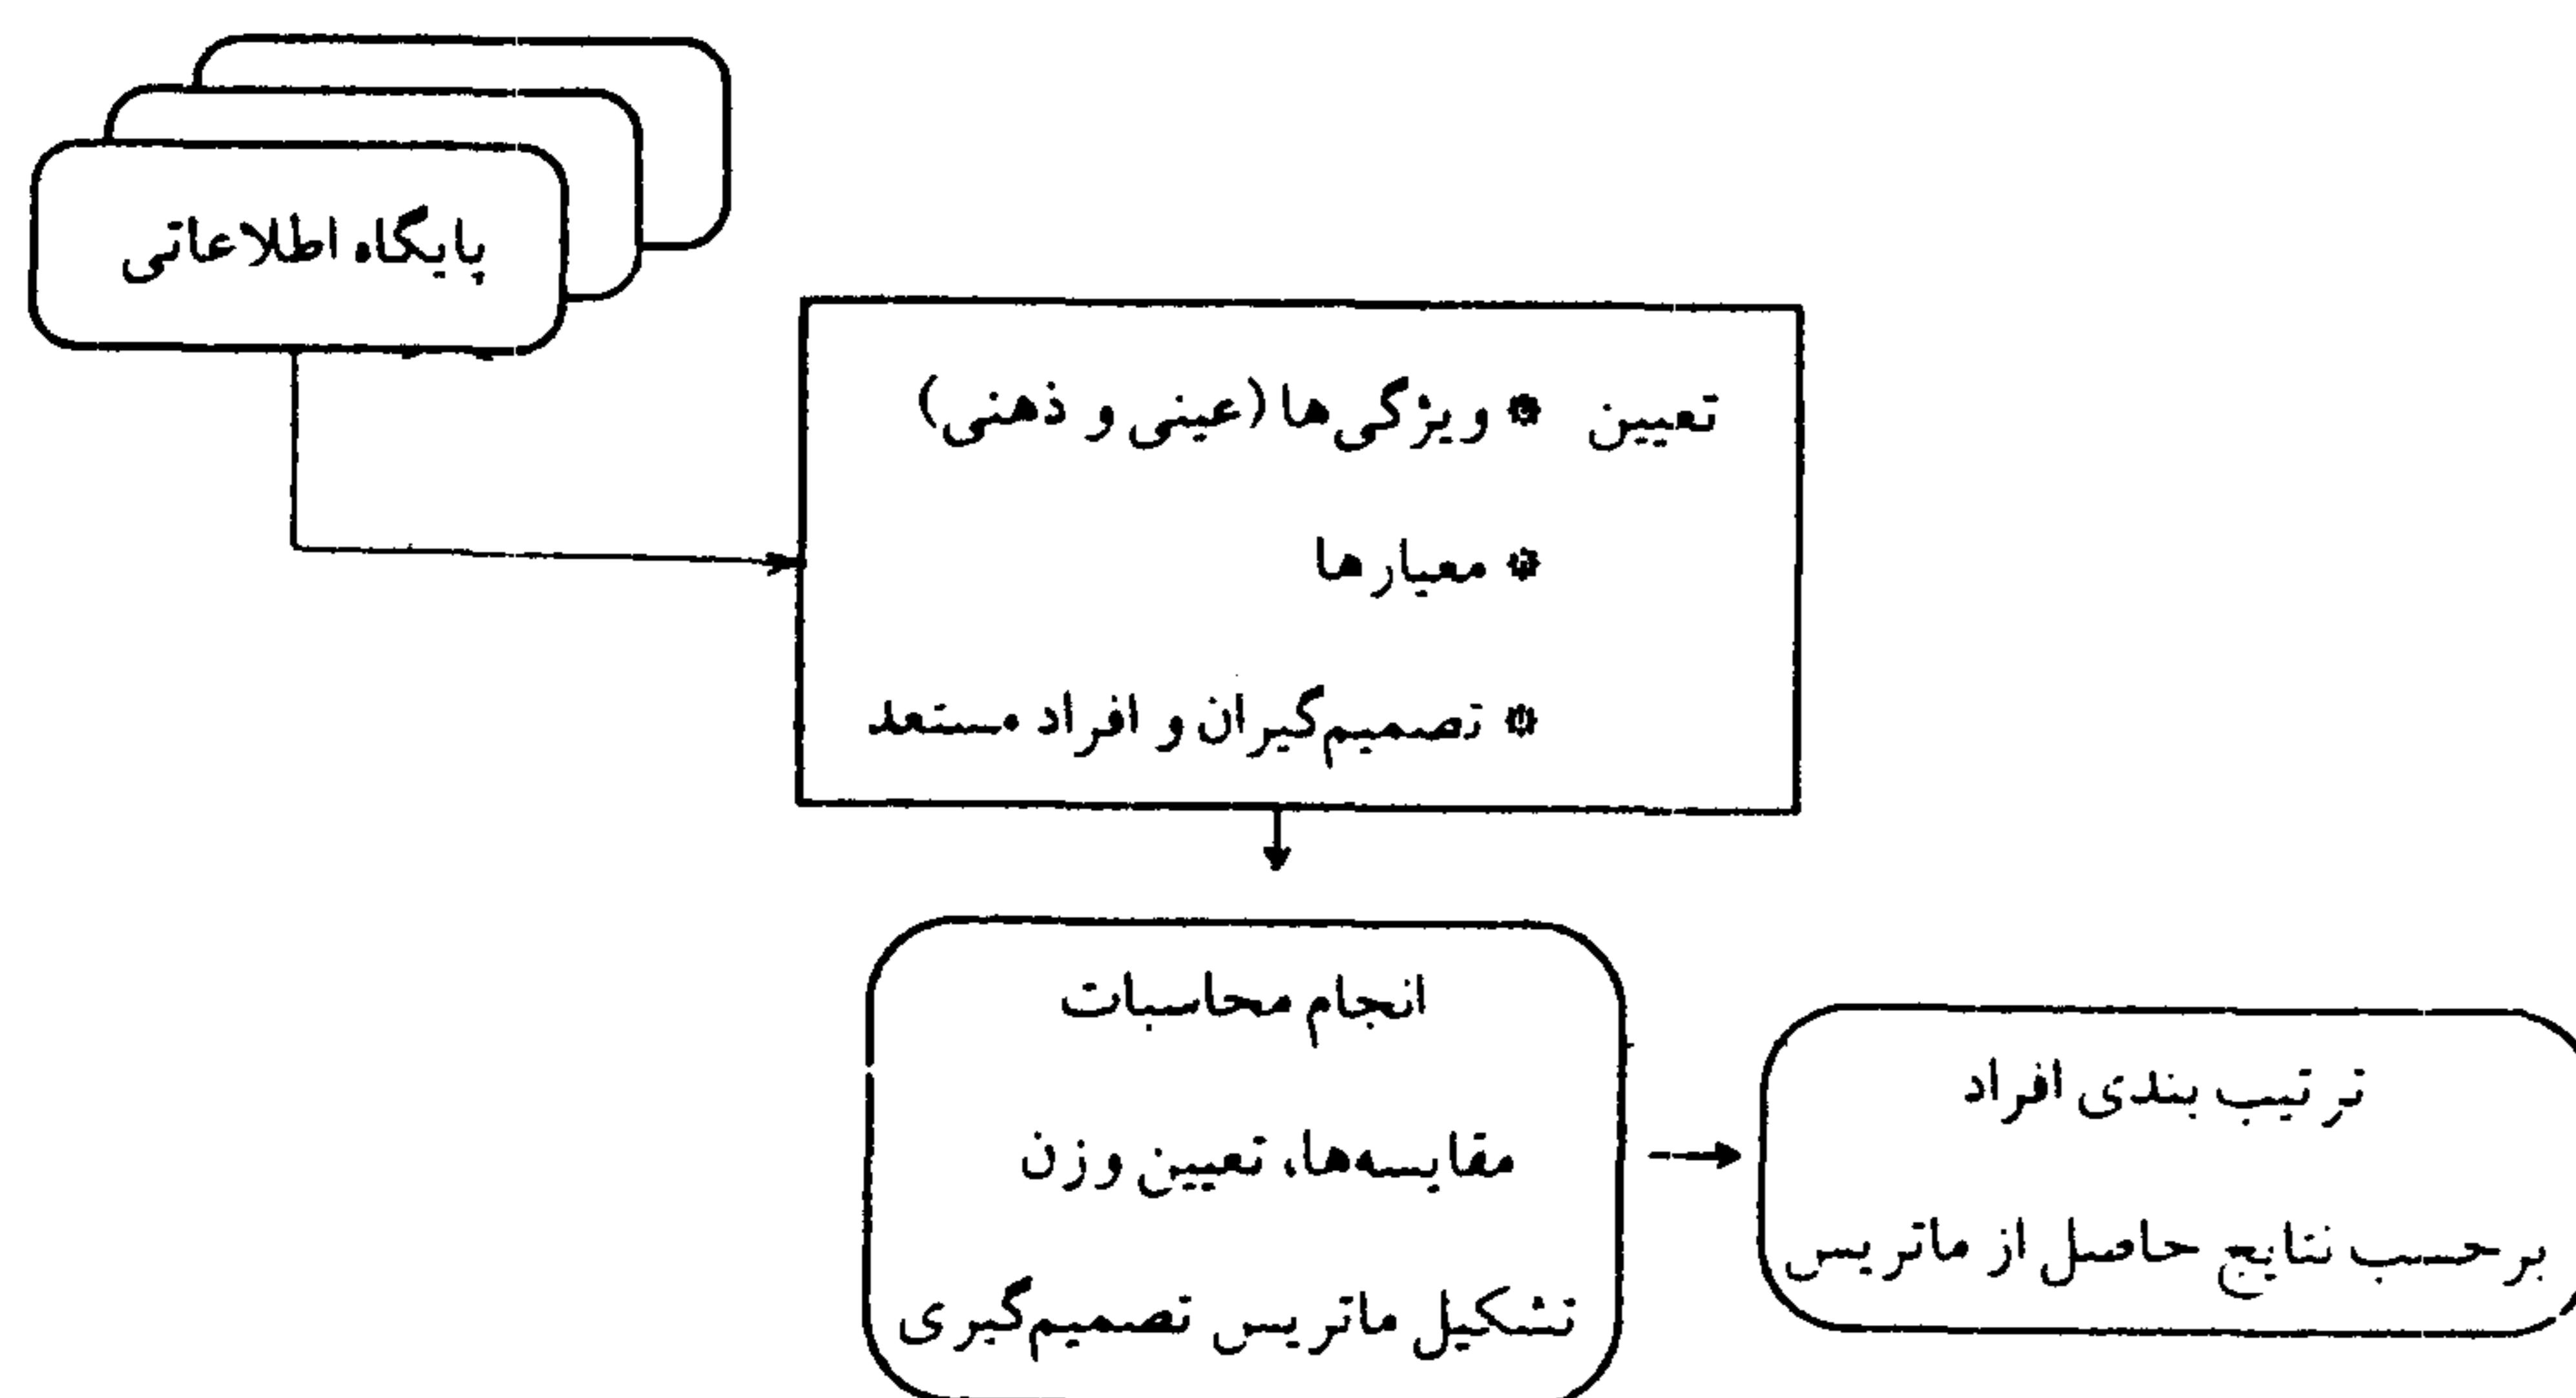 پایگاه اطلاعاتی
تعیین * ویژگی‌ها (عینی و ذهنی)
* معیارها
* تصمیم‌گیران و افراد مستعد
انجام محاسبات
مقایسه‌ها، تعیین وزن
تشکیل ماتریس تصمیم‌گیری
ترتیب بندی افراد
برحسب نتایج حاصل از ماتریس